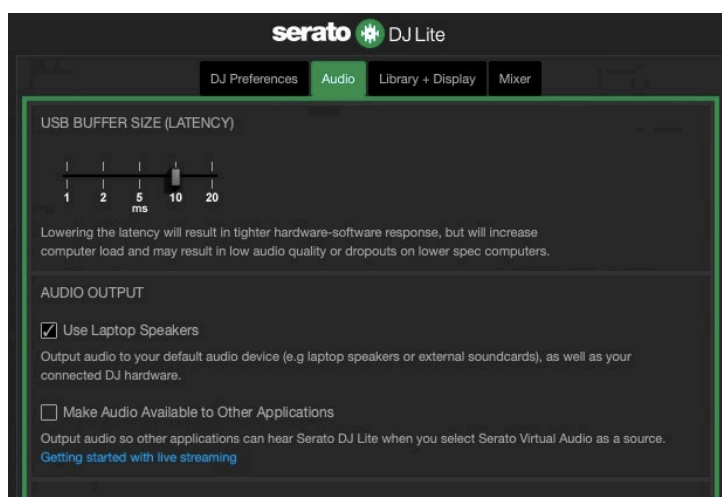 serato DJ Lite
DJ Preferences Audio Library + Display Mixer
USB BUFFER SIZE (LATENCY)
1 2 5 10 20
ms
Lowering the latency will result in tighter hardware-software response, but will increase
computer load and may result in low audio quality or dropouts on lower spec computers.
AUDIO OUTPUT
Use Laptop Speakers
Output audio to your default audio device (e.g laptop speakers or external soundcards), as well as your
connected DJ hardware.
Make Audio Available to Other Applications
Output audio so other applications can hear Serato DJ Lite when you select Serato Virtual Audio as a source.
Getting started with live streaming